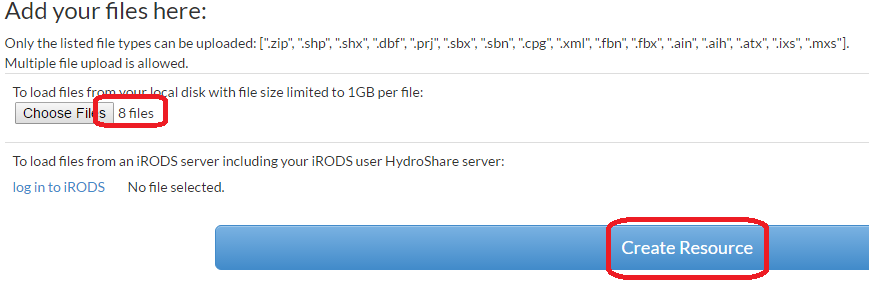 Add your files here:
Only the listed file types can be uploaded: [".zip", ".shp", ".shx", ".dbf", ".prj", ".sbx", ".sbn", ".cpg", ".xml", ".fbn", ".fbx", ".ain", ".aih", ".atx", ".ixs", ".mxs"].
Multiple file upload is allowed.
To load files from your local disk with file size limited to 1GB per file:
Choose Files 8 files
To load files from an iRODS server including your iRODS user HydroShare server:
log in to iRODS No file selected.
Create Resource